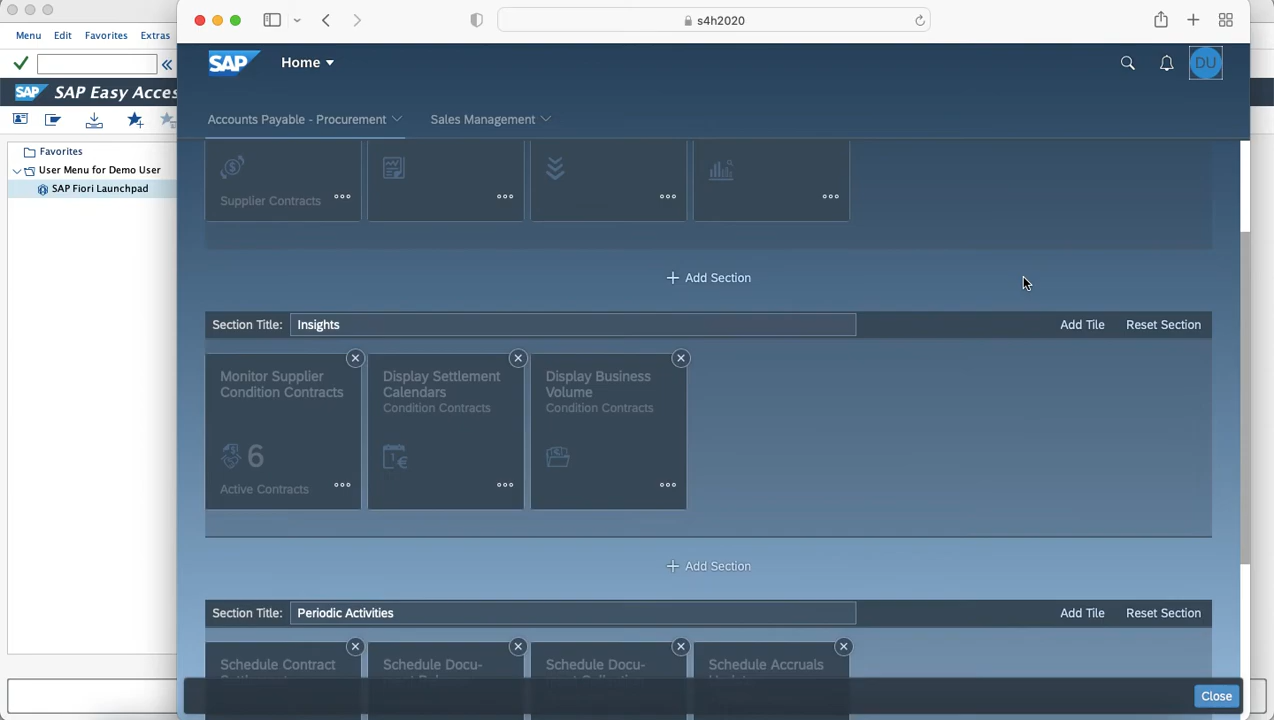 s4h2020
Menu Edit Favorites Extras
SAP Home DU
SAP SAP Easy Acces
Accounts Payable - Procurement Sales Management
Favorites
User Menu for Demo User
SAP Fiori Launchpad
Supplier Contracts
+ Add Section
Section Title: Insights Add Tile Reset Section
Monitor Supplier
Condition Contracts
6
Active Contracts
Display Settlement
Calendars
Condition Contracts
1 €
Display Business
Volume
Condition Contracts
+ Add Section
Section Title: Periodic Activities Add Tile Reset Section
Schedule Contract
Schedule Docu-
Schedule Docu-
Schedule Accruals
Close